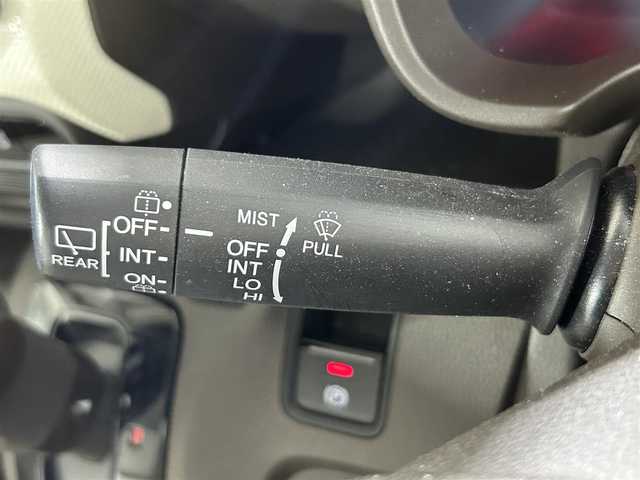 OFF
INT
ON
REAR
MIST
OFF
INT
LO
HI
PULL